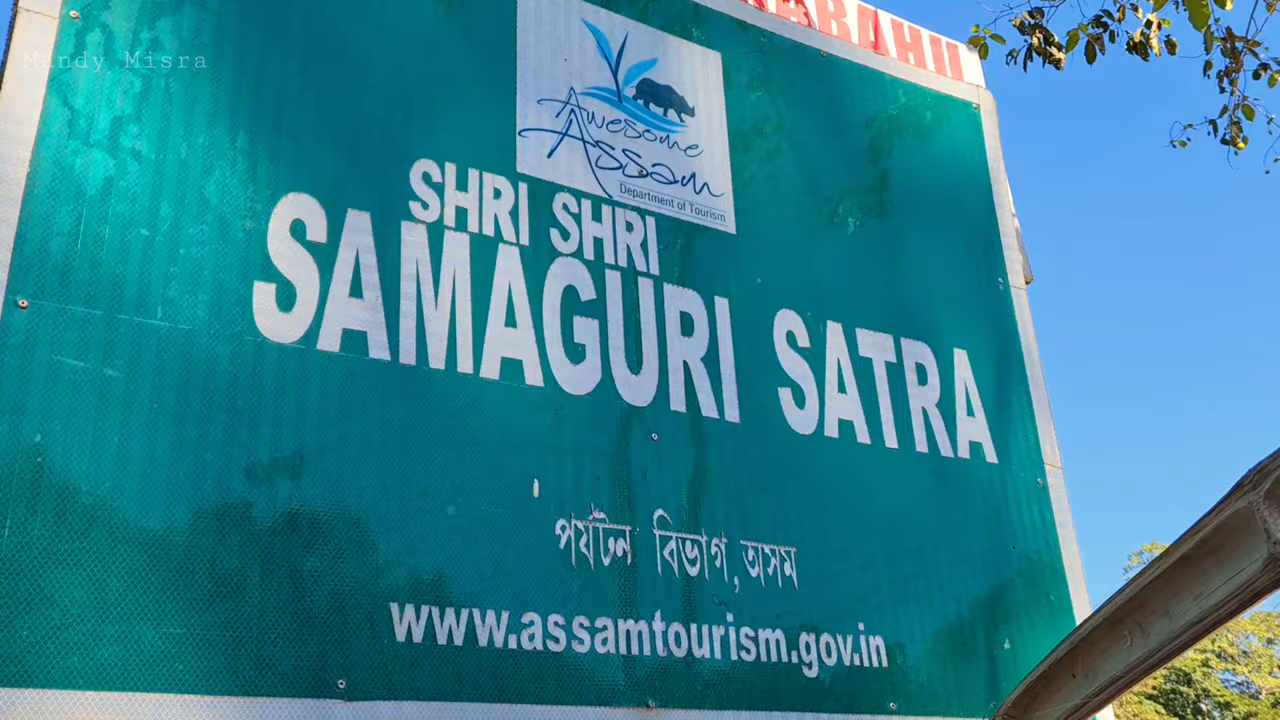 Mandy Misra
Awesome
Assam
Department of Tourism
SHRI SHRI
SAMAGURI SATRA
পৰ্যটন বিভাগ, অসম
www.assamtourism.gov.in